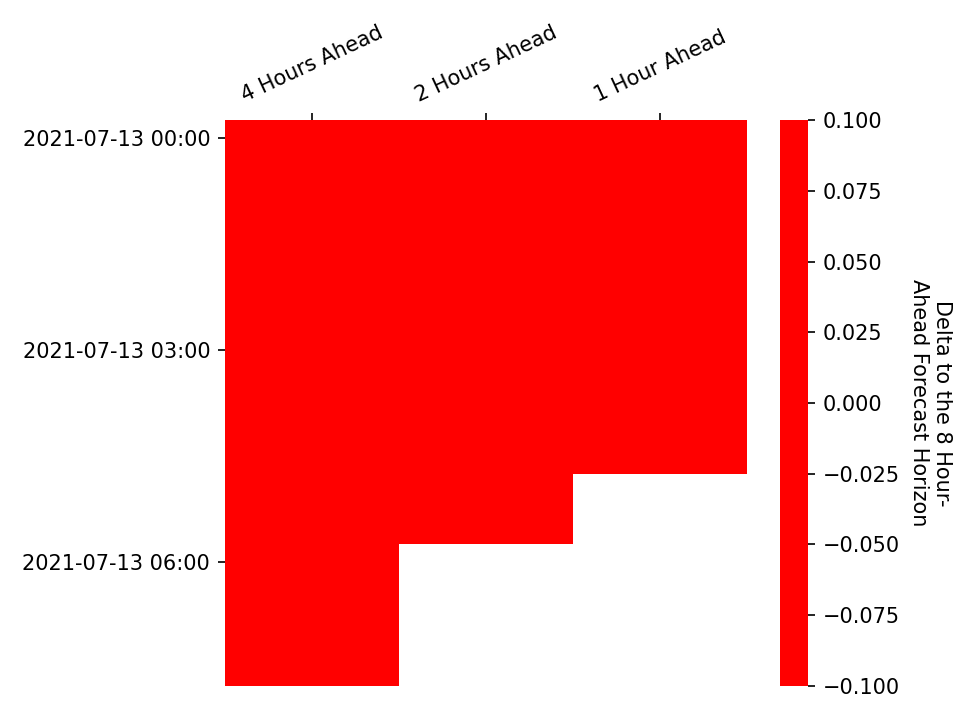 4 Hours Ahead
2 Hours Ahead
1 Hour Ahead
2021-07-13 00:00
2021-07-13 03:00
2021-07-13 06:00
0.100
0.075
0.050
0.025
0.000
−0.025
−0.050
−0.075
−0.100
Delta to the 8 Hour-
Ahead Forecast Horizon